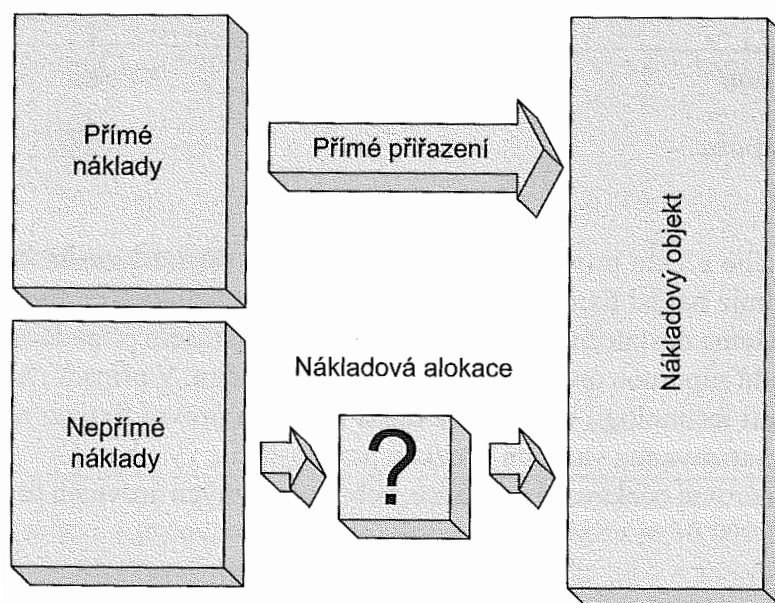 Přímé
náklady
Přímé přiřazení
Nákladový objekt
Nákladová alokace
Nepřímé
náklady
?